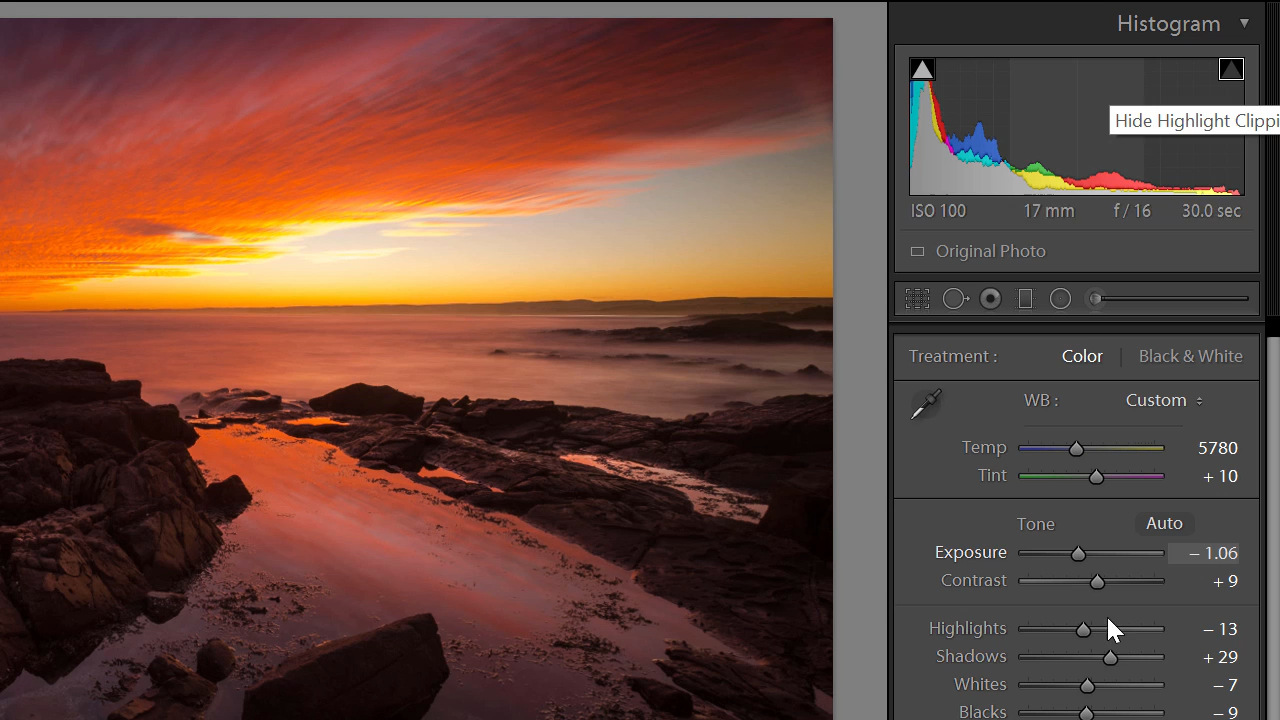 Histogram
Hide Highlight Clippi
ISO 100 17 mm f / 16 30.0 sec
Original Photo
Treatment : Color Black & White
WB : Custom
Temp 5780
Tint + 10
Tone Auto
Exposure − 1.06
Contrast + 9
Highlights − 13
Shadows + 29
Whites − 7
Blacks − 9